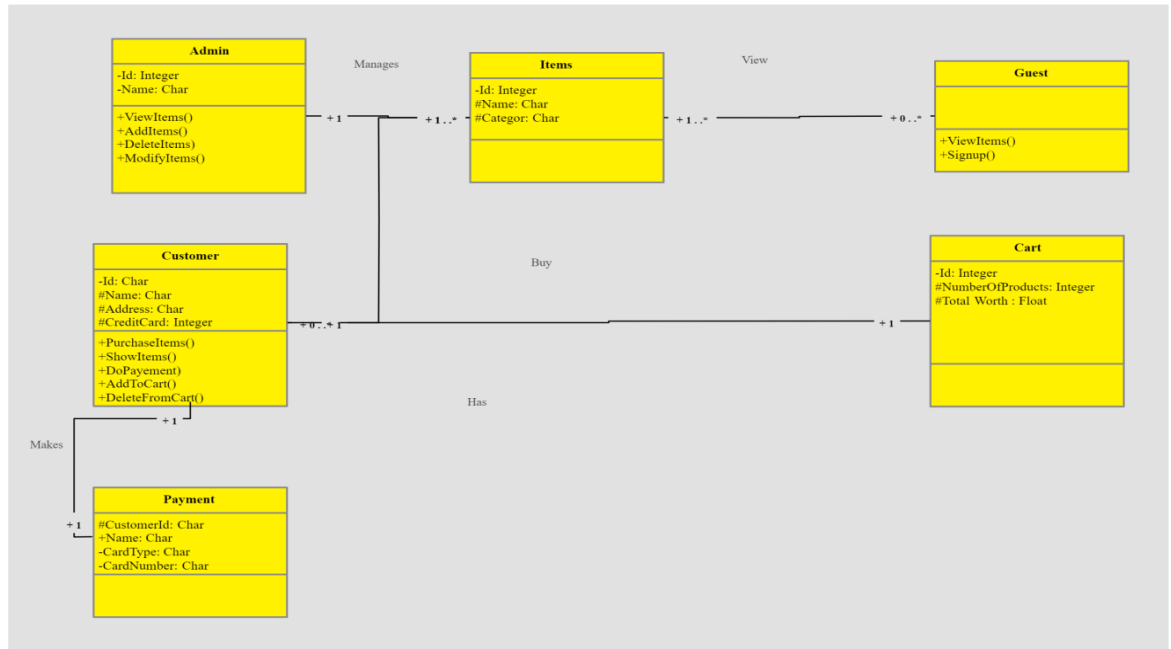 Admin
-Id: Integer
-Name: Char
+ViewItems()
+AddItems()
+DeleteItems)
+ModifyItems()
Manages
+ 1
+ 1 . .*
Items
-Id: Integer
#Name: Char
#Categor: Char
View
+ 1 . .*
+ 0 . .*
Guest
+ViewItems()
+Signup()
Customer
-Id: Char
#Name: Char
#Address: Char
#CreditCard: Integer
+PurchaseItems()
+ShowItems()
+DoPayement)
+AddToCart()
+DeleteFromCart()
Buy
+ 0 . .+ 1
+ 1
Has
Cart
-Id: Integer
#NumberOfProducts: Integer
#Total Worth : Float
+ 1
Makes
+ 1
Payment
#CustomerId: Char
+Name: Char
-CardType: Char
-CardNumber: Char